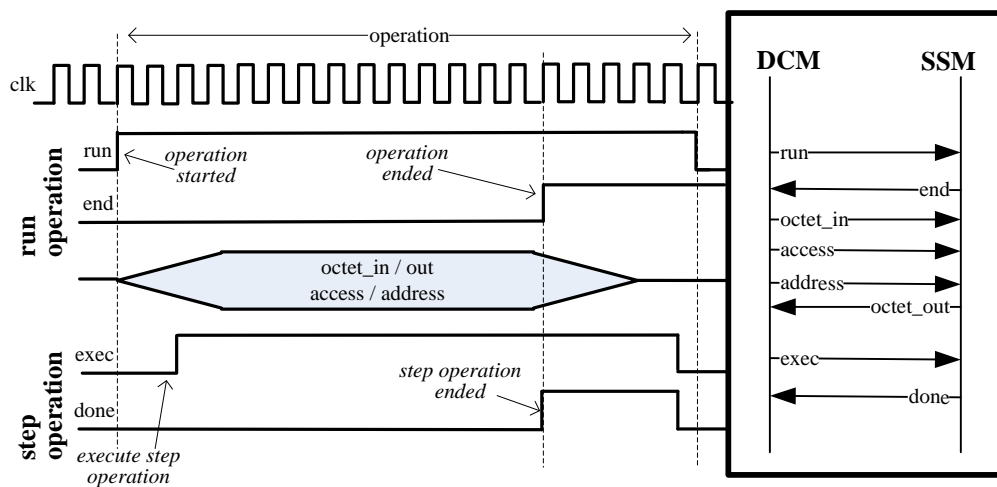 operation
clk
run operation
run
operation
started
operation
ended
end
octet_in / out
access / address
step operation
exec
step operation
ended
done
execute step
operation
DCM
SSM
run
end
octet_in
access
address
octet_out
exec
done